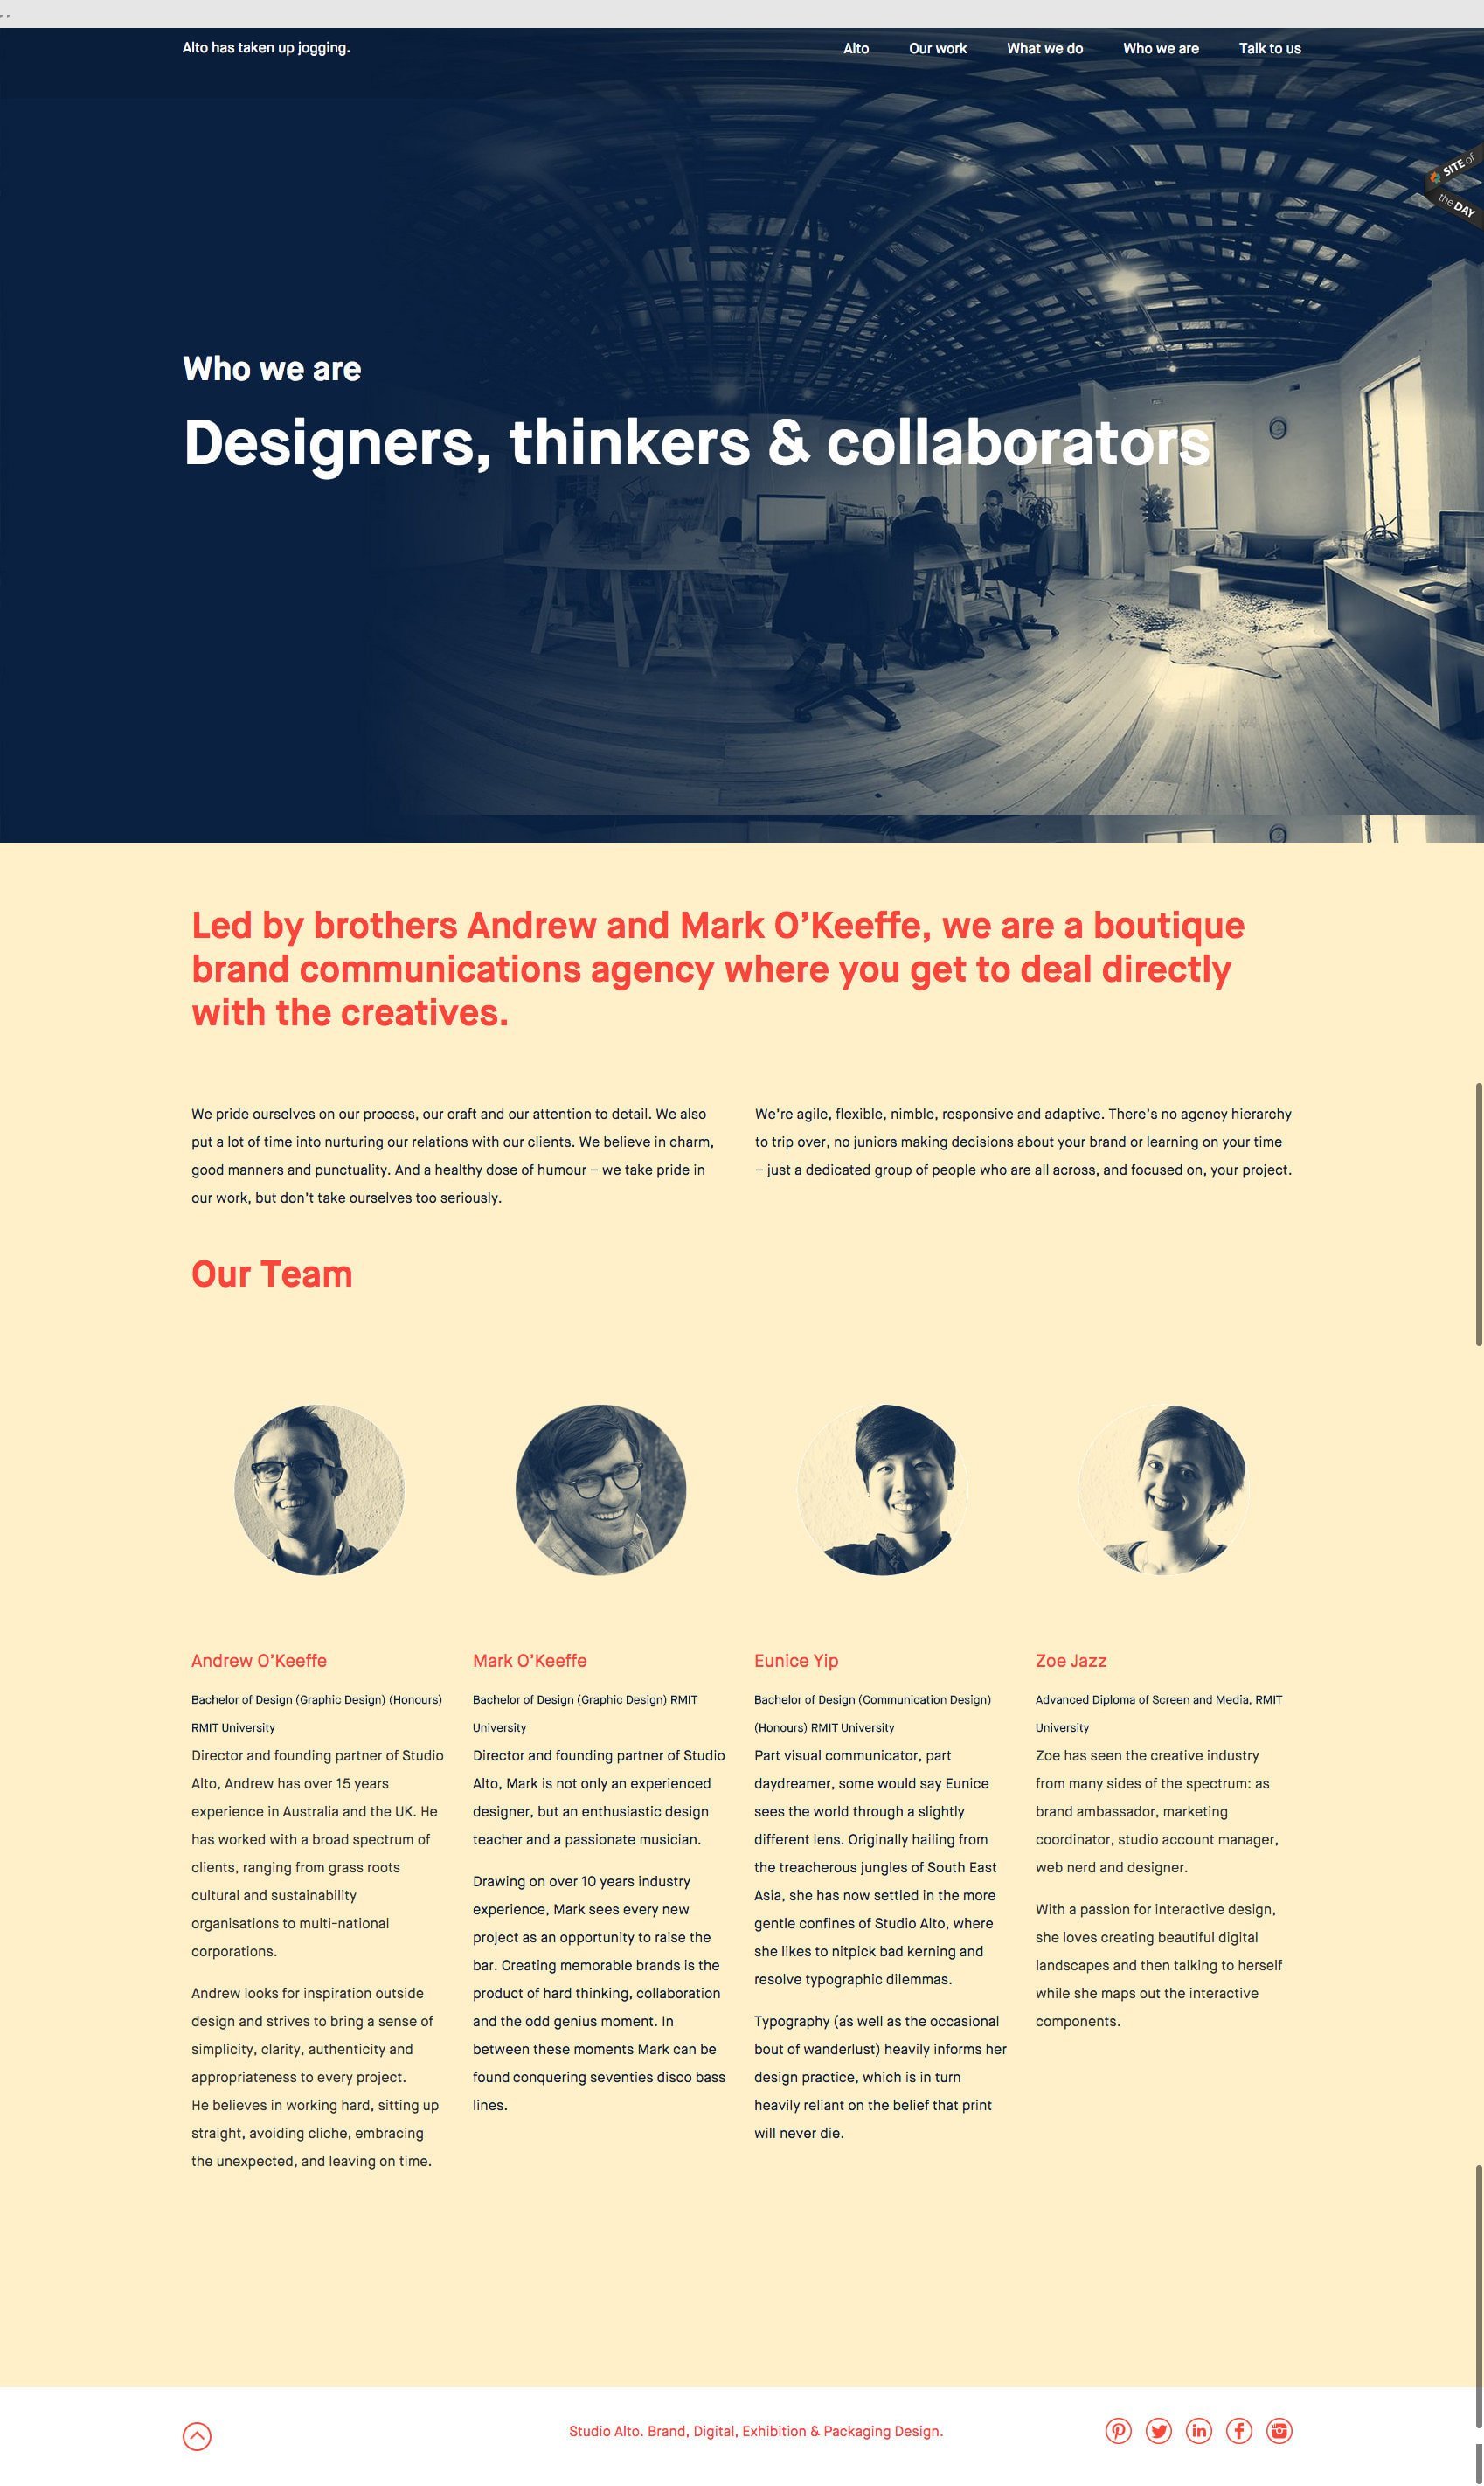 Alto has taken up jogging.
Alto Our work What we do Who we are Talk to us
SITE of
the DAY
Who we are
Designers, thinkers & collaborators
Led by brothers Andrew and Mark O'Keeffe, we are a boutique
brand communications agency where you get to deal directly
with the creatives.
We pride ourselves on our process, our craft and our attention to detail. We also
put a lot of time into nurturing our relations with our clients. We believe in charm,
good manners and punctuality. And a healthy dose of humour – we take pride in
our work, but don't take ourselves too seriously.
We're agile, flexible, nimble, responsive and adaptive. There's no agency hierarchy
to trip over, no juniors making decisions about your brand or learning on your time
– just a dedicated group of people who are all across, and focused on, your project.
Our Team
Andrew O'Keeffe
Bachelor of Design (Graphic Design) (Honours)
RMIT University
Director and founding partner of Studio
Alto, Andrew has over 15 years
experience in Australia and the UK. He
has worked with a broad spectrum of
clients, ranging from grass roots
cultural and sustainability
organisations to multi-national
corporations.
Andrew looks for inspiration outside
design and strives to bring a sense of
simplicity, clarity, authenticity and
appropriateness to every project.
He believes in working hard, sitting up
straight, avoiding cliche, embracing
the unexpected, and leaving on time.
Mark O'Keeffe
Bachelor of Design (Graphic Design) RMIT
University
Director and founding partner of Studio
Alto, Mark is not only an experienced
designer, but an enthusiastic design
teacher and a passionate musician.
Drawing on over 10 years industry
experience, Mark sees every new
project as an opportunity to raise the
bar. Creating memorable brands is the
product of hard thinking, collaboration
and the odd genius moment. In
between these moments Mark can be
found conquering seventies disco bass
lines.
Eunice Yip
Bachelor of Design (Communication Design)
(Honours) RMIT University
Part visual communicator, part
daydreamer, some would say Eunice
sees the world through a slightly
different lens. Originally hailing from
the treacherous jungles of South East
Asia, she has now settled in the more
gentle confines of Studio Alto, where
she likes to nitpick bad kerning and
resolve typographic dilemmas.
Typography (as well as the occasional
bout of wanderlust) heavily informs her
design practice, which is in turn
heavily reliant on the belief that print
will never die.
Zoe Jazz
Advanced Diploma of Screen and Media, RMIT
University
Zoe has seen the creative industry
from many sides of the spectrum: as
brand ambassador, marketing
coordinator, studio account manager,
web nerd and designer.
With a passion for interactive design,
she loves creating beautiful digital
landscapes and then talking to herself
while she maps out the interactive
components.
Studio Alto. Brand, Digital, Exhibition & Packaging Design.